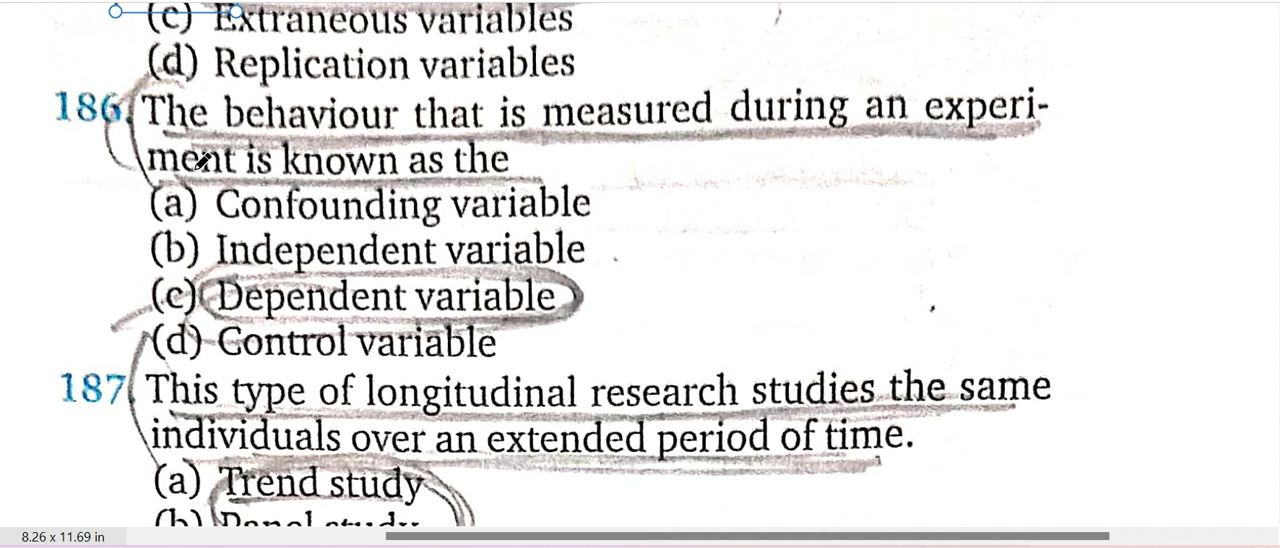 (c) Extraneous variables
(d) Replication variables
186. The behaviour that is measured during an experi-
ment is known as the
(a) Confounding variable
(b) Independent variable
(c) Dependent variable
(d) Control variable
187. This type of longitudinal research studies the same
individuals over an extended period of time.
(a) Trend study
(b) Panel study
8.26 x 11.69 in